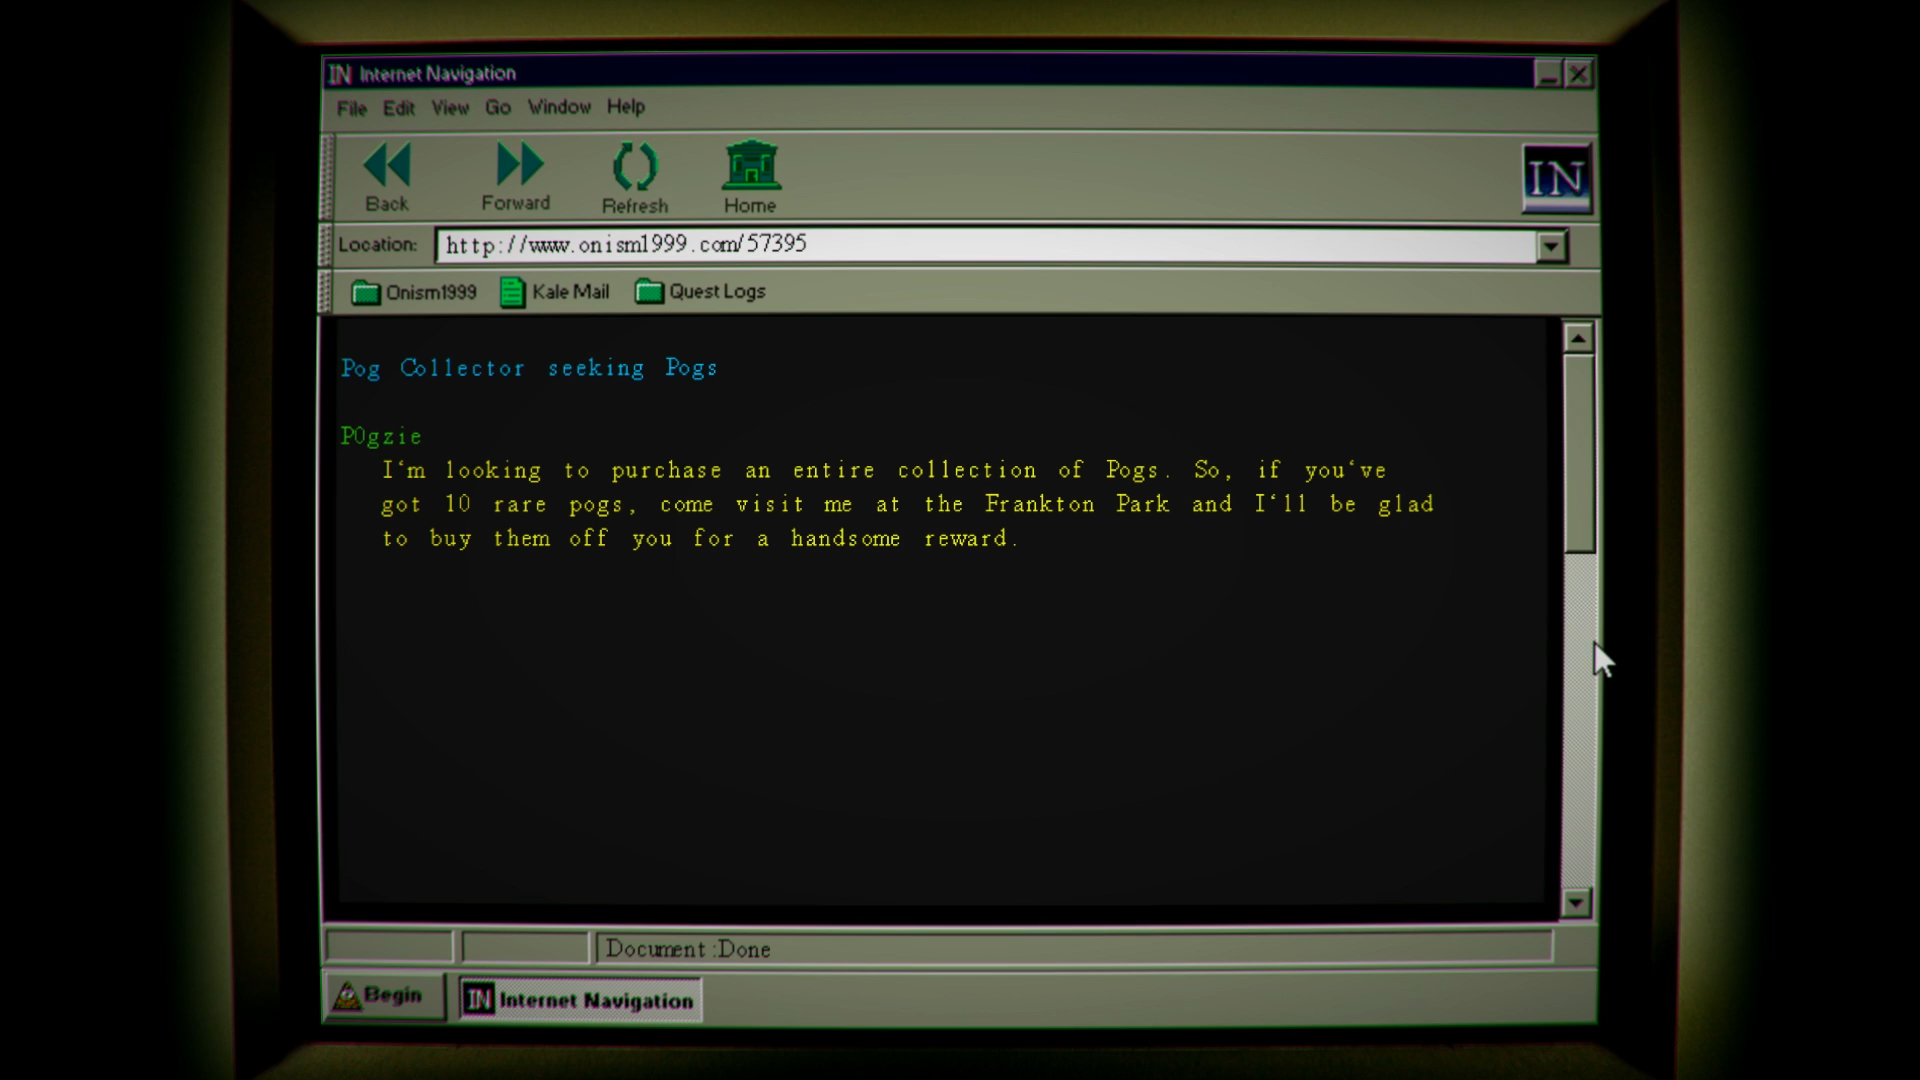 IN Internet Navigation
File Edit View Go Window Help
Back Forward Refresh Home
IN
Location: http://www.onism1999.com/57395
Onism1999 Kale Mail Quest Logs
Pog Collector seeking Pogs
P0gzie
I'm looking to purchase an entire collection of Pogs. So, if you've
got 10 rare pogs, come visit me at the Frankton Park and I'll be glad
to buy them off you for a handsome reward.
Document :Done
Begin IN Internet Navigation